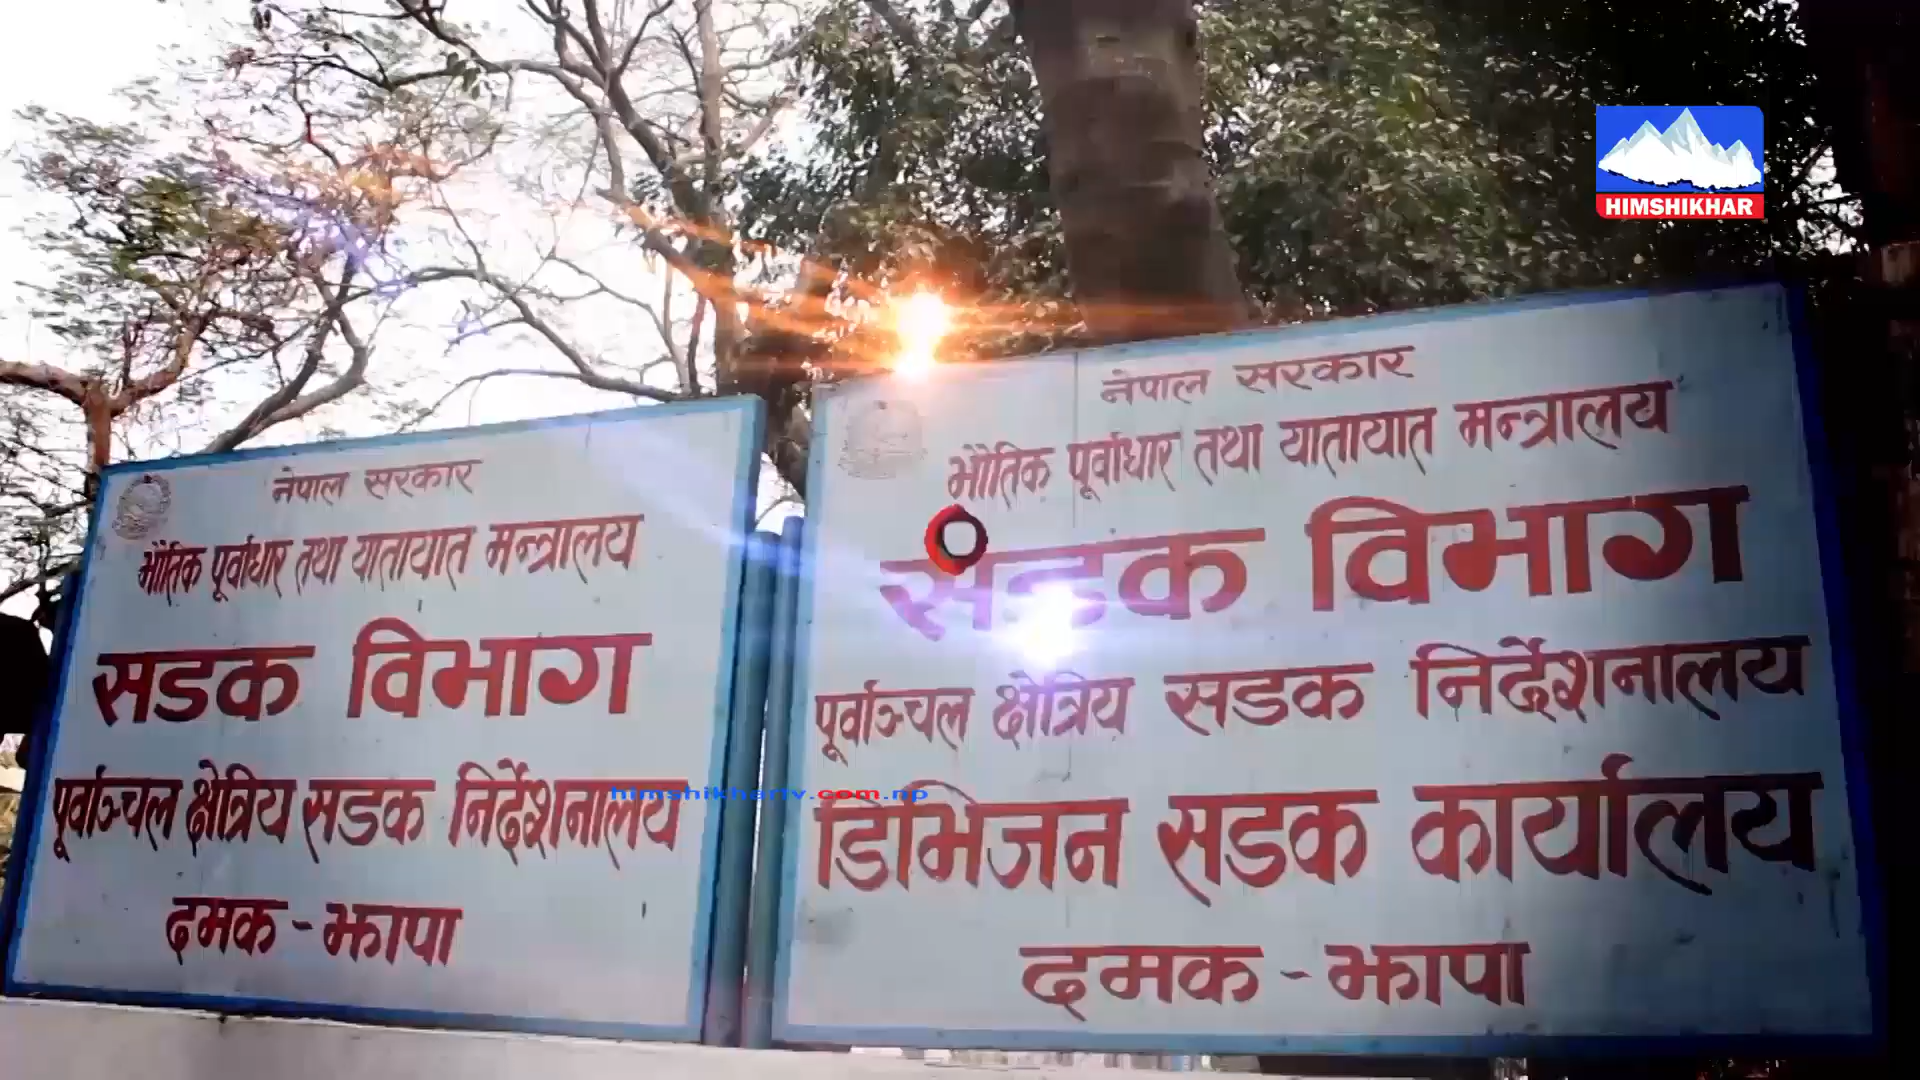 HIMSHIKHAR
नेपाल सरकार
भौतिक पूर्वाधार तथा यातायात मन्त्रालय
सडक विभाग
पूर्वाञ्चल क्षेत्रिय सडक निर्देशनालय
दमक - झापा
नेपाल सरकार
भौतिक पूर्वाधार तथा यातायात मन्त्रालय
सडक विभाग
पूर्वाञ्चल क्षेत्रिय सडक निर्देशनालय
डिभिजन सडक कार्यालय
दमक - झापा
himshikhartv.com.np